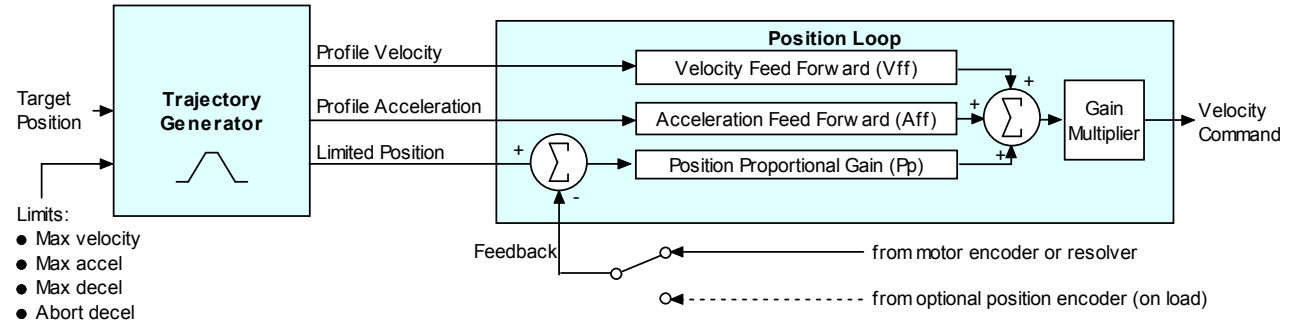 Position Loop
Profile Velocity
Velocity Feed Forward (Vff)
+
Target
Position
Trajectory
Generator
Profile Acceleration
Acceleration Feed Forward (Aff)
+
Σ
Gain
Multiplier
Velocity
Command
Limited Position
+
Σ
-
Position Proportional Gain (Pp)
+
Limits:
● Max velocity
● Max accel
● Max decel
● Abort decel
Feedback
from motor encoder or resolver
from optional position encoder (on load)